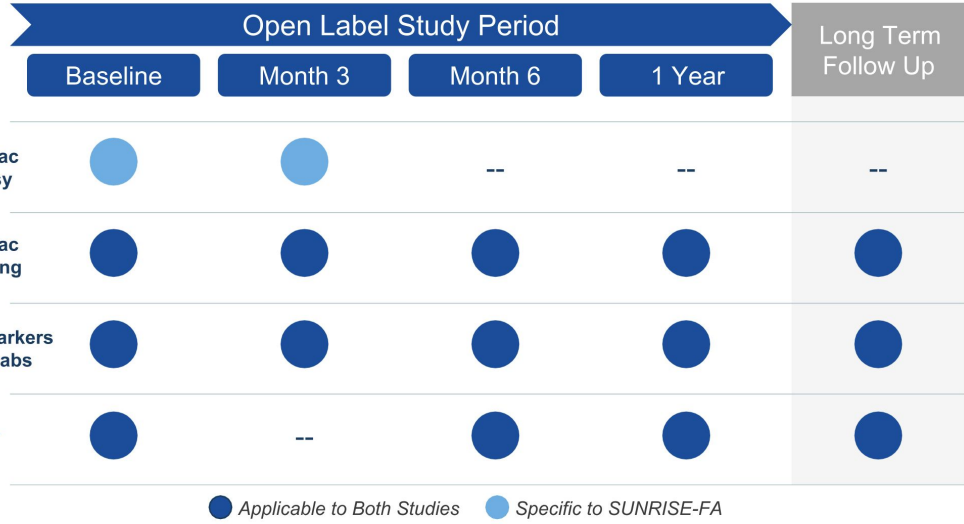 Open Label Study Period
Long Term
Follow Up
Baseline
Month 3
Month 6
1 Year
ac
sy
--
--
--
ac
ng
arkers
abs
--
Applicable to Both Studies
Specific to SUNRISE-FA